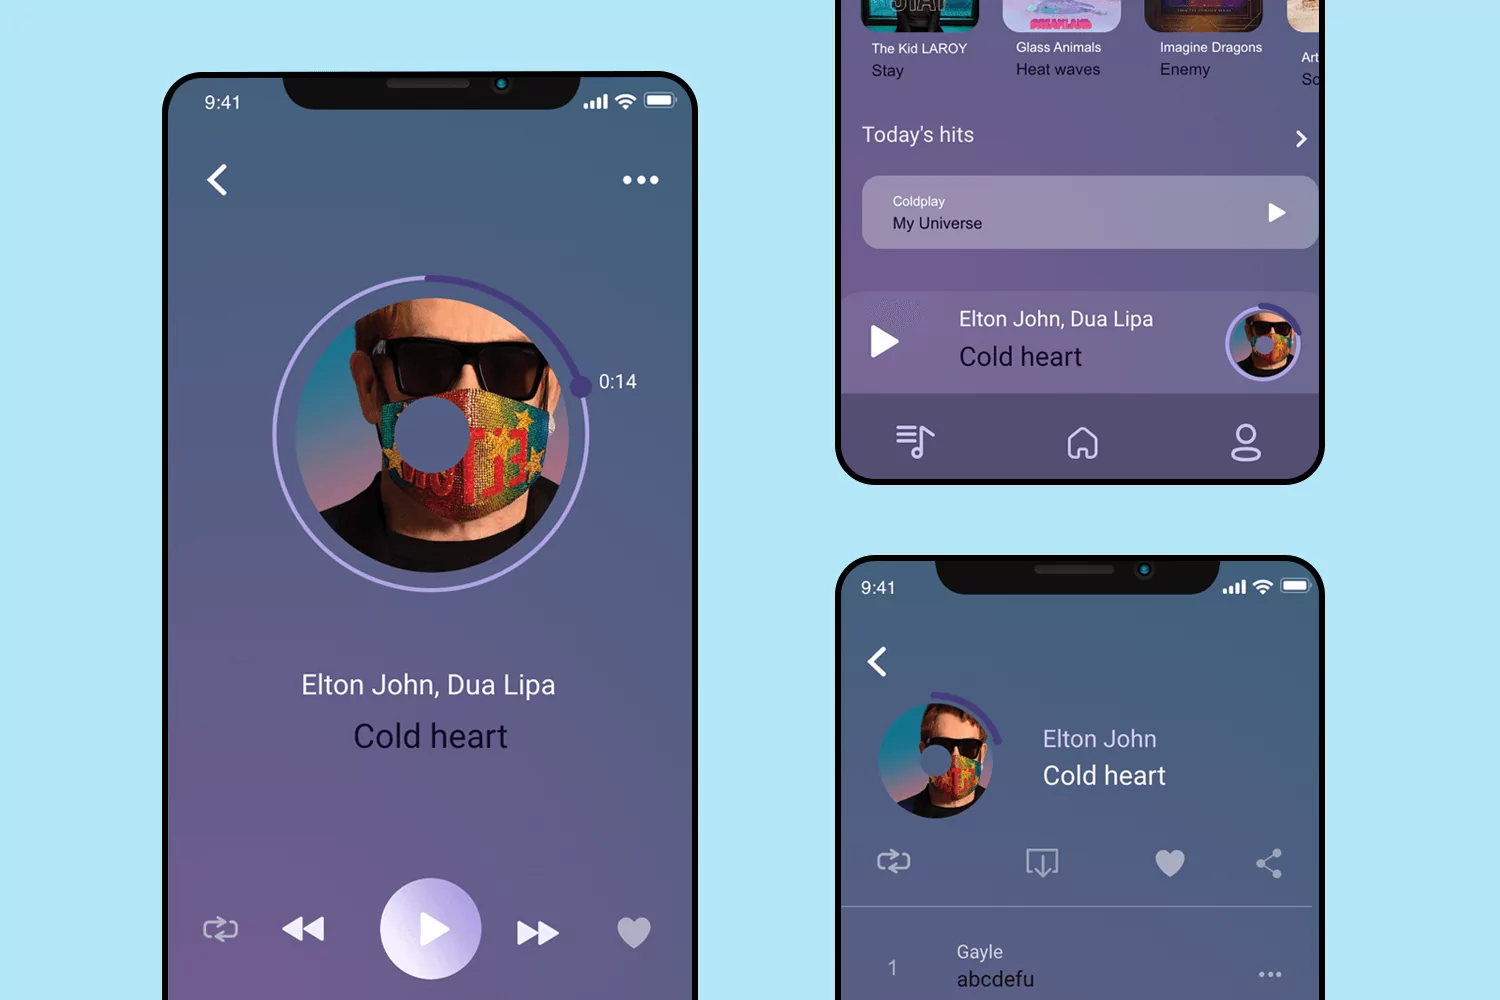 9:41
0:14
Elton John, Dua Lipa
Cold heart
The Kid LAROY
Stay
Glass Animals
Heat waves
Imagine Dragons
Enemy
Today's hits
Coldplay
My Universe
Elton John, Dua Lipa
Cold heart
9:41
Elton John
Cold heart
1
Gayle
abcdefu